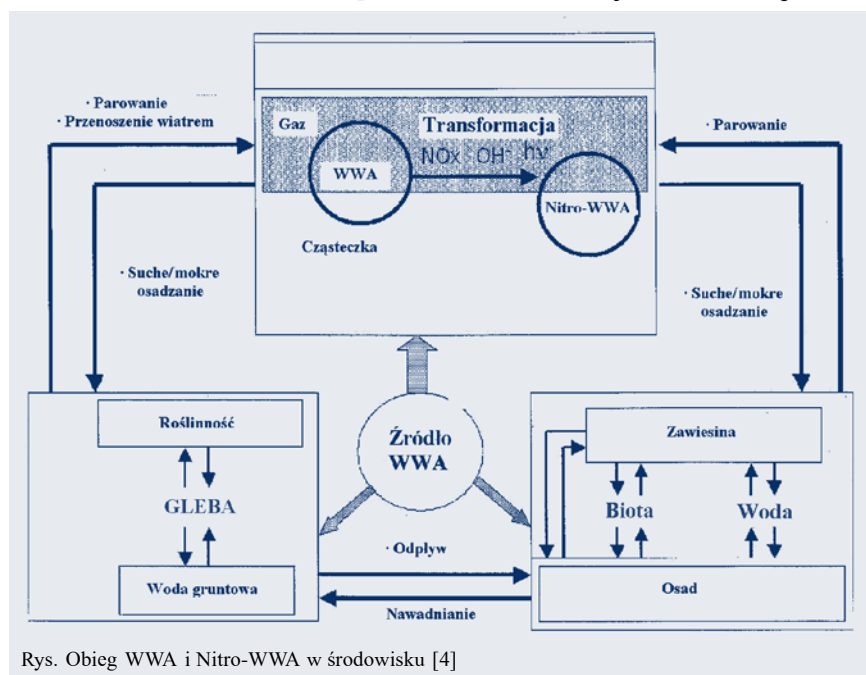 · Parowanie
· Przenoszenie wiatrem
Gaz
Transformacja
· Parowanie
NOx OH- hν
WWA
Nitro-WWA
Cząsteczka
· Suche/mokre
osadzanie
· Suche/mokre
osadzanie
Roślinność
GLEBA
Woda gruntowa
Źródło
WWA
Zawiesina
Biota
Woda
Osad
· Odpływ
Nawadnianie
Rys. Obieg WWA i Nitro-WWA w środowisku [4]